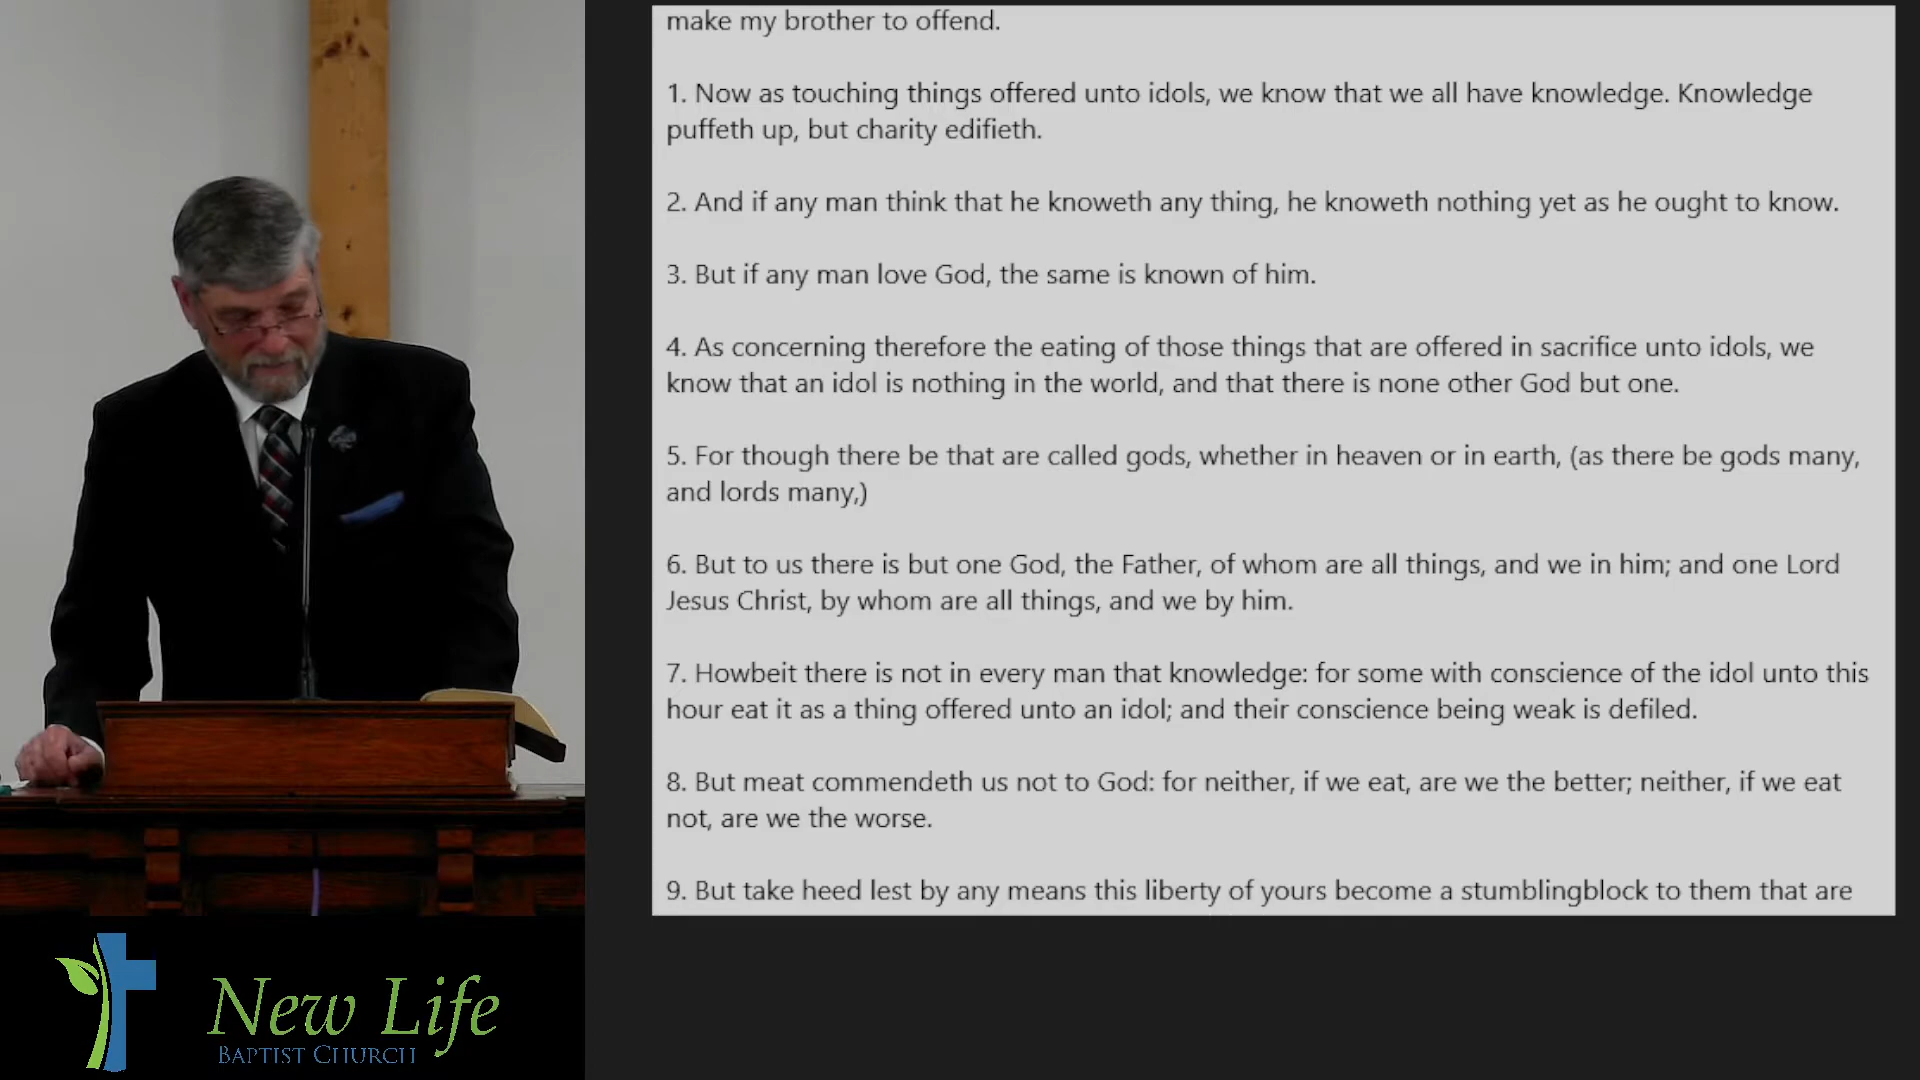 make my brother to offend.
1. Now as touching things offered unto idols, we know that we all have knowledge. Knowledge
puffeth up, but charity edifieth.
2. And if any man think that he knoweth any thing, he knoweth nothing yet as he ought to know.
3. But if any man love God, the same is known of him.
4. As concerning therefore the eating of those things that are offered in sacrifice unto idols, we
know that an idol is nothing in the world, and that there is none other God but one.
5. For though there be that are called gods, whether in heaven or in earth, (as there be gods many,
and lords many,)
6. But to us there is but one God, the Father, of whom are all things, and we in him; and one Lord
Jesus Christ, by whom are all things, and we by him.
7. Howbeit there is not in every man that knowledge: for some with conscience of the idol unto this
hour eat it as a thing offered unto an idol; and their conscience being weak is defiled.
8. But meat commendeth us not to God: for neither, if we eat, are we the better; neither, if we eat
not, are we the worse.
9. But take heed lest by any means this liberty of yours become a stumblingblock to them that are
New Life
BAPTIST CHURCH